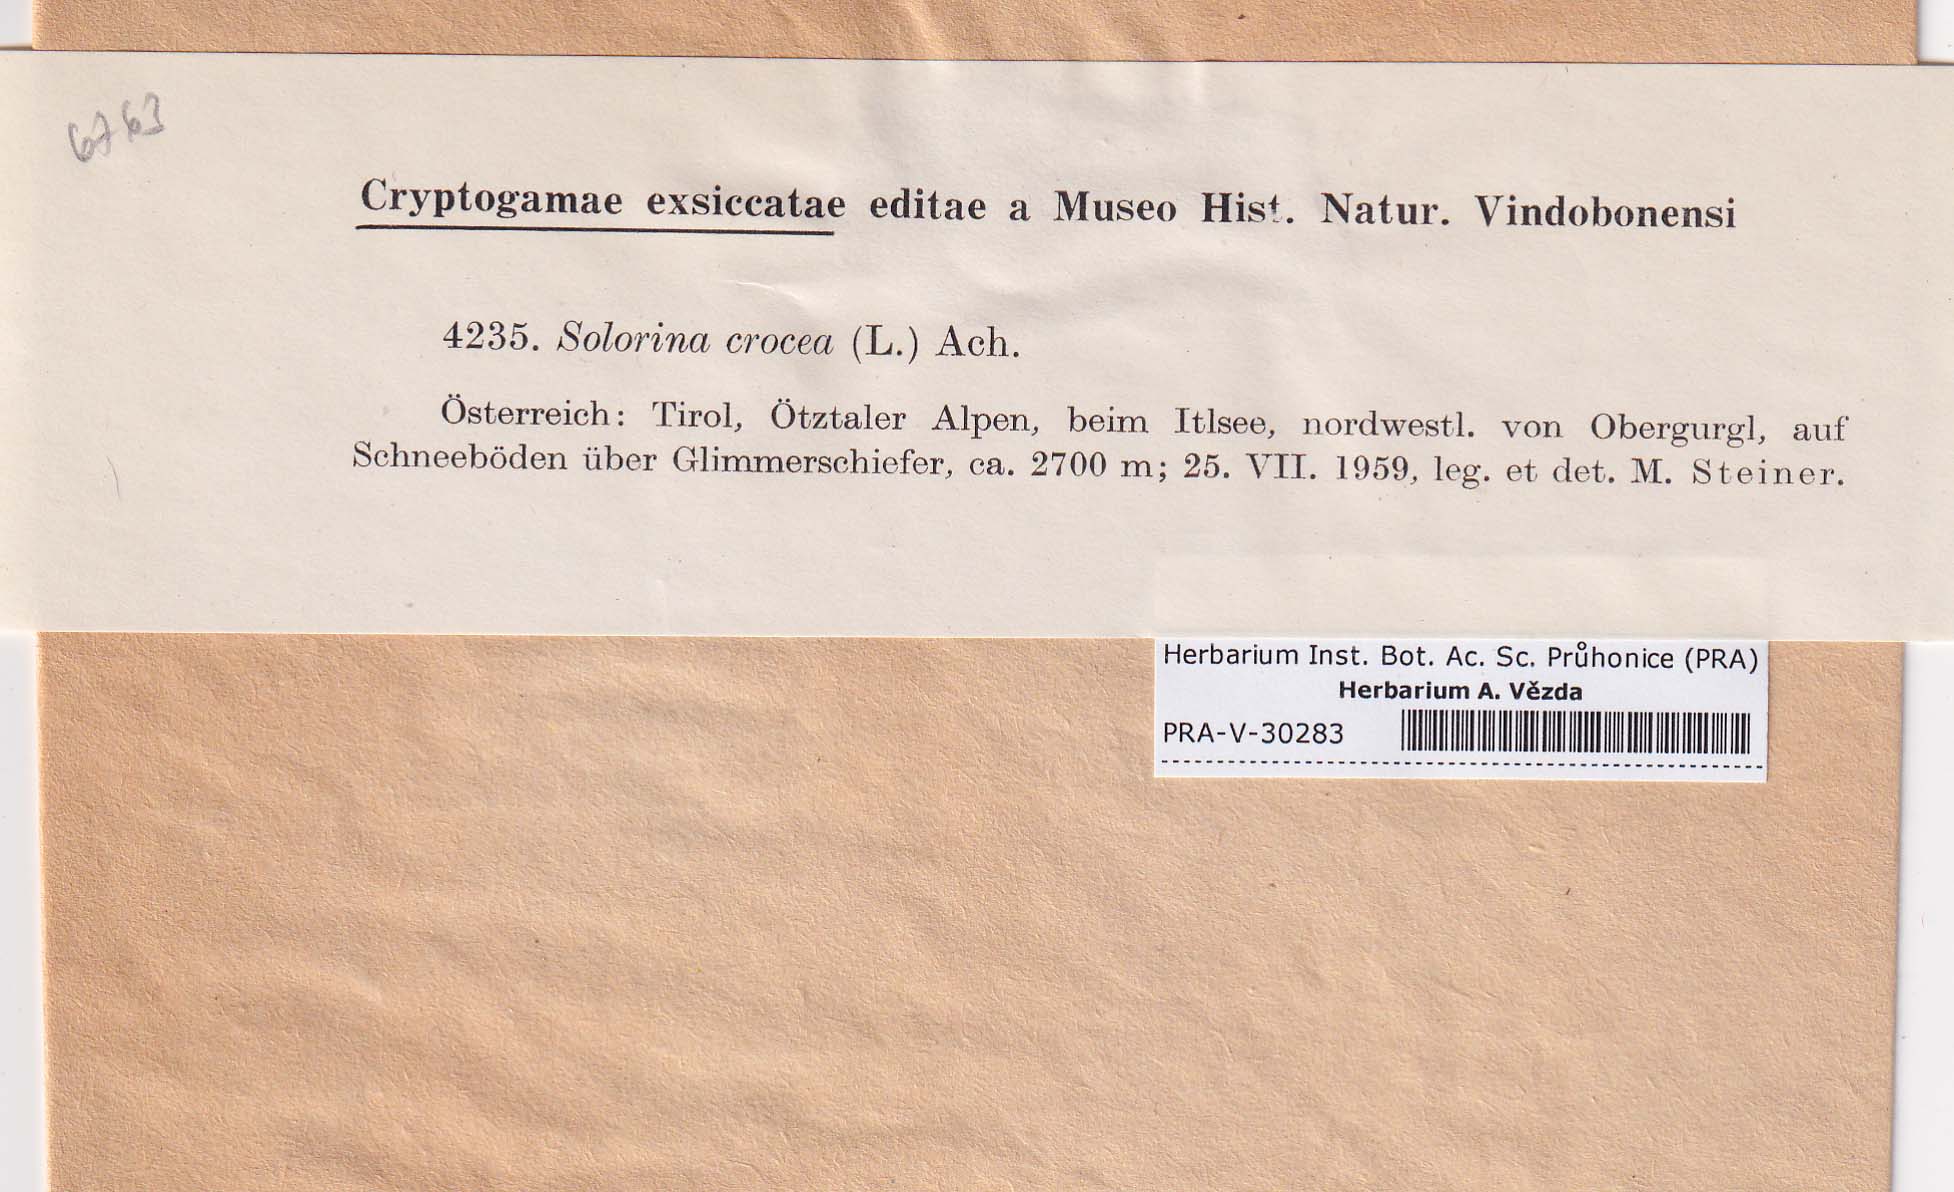 6763
Cryptogamae exsiccatae editae a Museo Hist. Natur. Vindobonensi
4235. Solorina crocea (L.) Ach.
Österreich: Tirol, Ötztaler Alpen, beim Itlsee, nordwestl. von Obergurgl, auf
Schneeböden über Glimmerschiefer, ca. 2700 m; 25. VII. 1959, leg. et det. M. Steiner.
Herbarium Inst. Bot. Ac. Sc. Průhonice (PRA)
Herbarium A. Vězda
PRA-V-30283